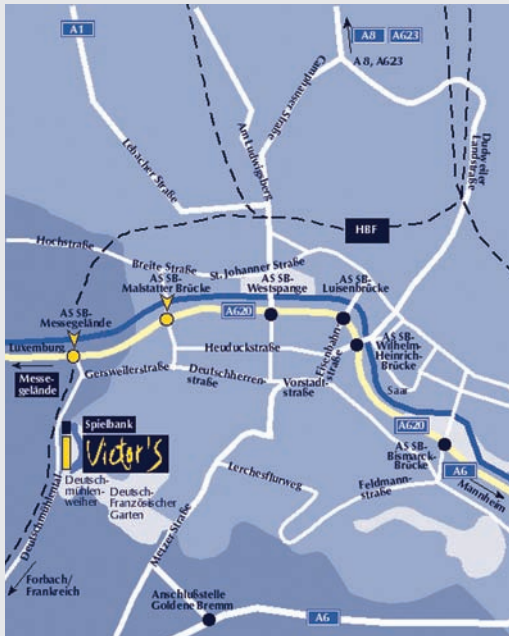 A1
A8 A623
A 8, A623
Camphauser Straße
Am Ludwigsberg
Lebacher Straße
Dudweiler
Landstraße
HBF
Hochstraße
Breite Straße
St. Johanner Straße
AS SB-
Malstatter Brücke
AS SB-
Westspange
AS SB-
Luisenbrücke
AS SB-
Messegelände
A620
AS SB-
Wilhelm-
Heinrich-
Brücke
Luxemburg
Messe-
gelände
Heuduckstraße
Eisenbahn-
straße
Gersweilerstraße
Deutschherren-
straße
Vorstadt-
straße
Saar
A620
AS SB-
Bismarck-
Brücke
A6
Mannheim
Spielbank
Victor's
Deutsch-
mühlen-
weiher
Deutsch-
Französischer
Garten
Deutschmühlental
Lerchesflurweg
Feldmann-
straße
Metzer Straße
Forbach/
Frankreich
Anschlußstelle
Goldene Bremm
A6